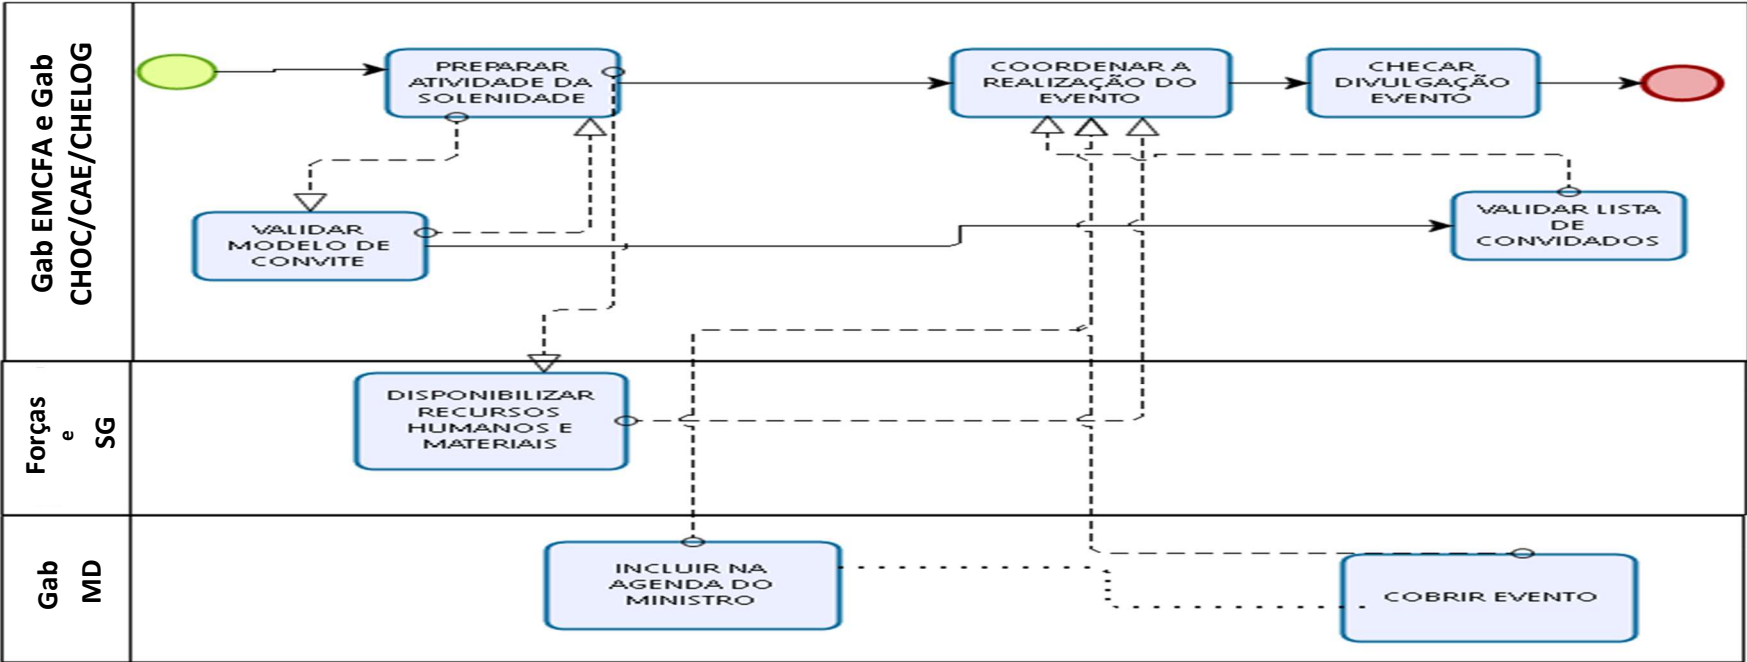 Gab EMCFA e Gab
CHOC/CAE/CHELOG
PREPARAR
ATIVIDADE DA
SOLENIDADE
COORDENAR A
REALIZAÇÃO DO
EVENTO
CHECAR
DIVULGAÇÃO
EVENTO
VALIDAR
MODELO DE
CONVITE
VALIDAR LISTA
DE
CONVIDADOS
Forças
e
SG
DISPONIBILIZAR
RECURSOS
HUMANOS E
MATERIAIS
Gab
MD
INCLUIR NA
AGENDA DO
MINISTRO
COBRIR EVENTO